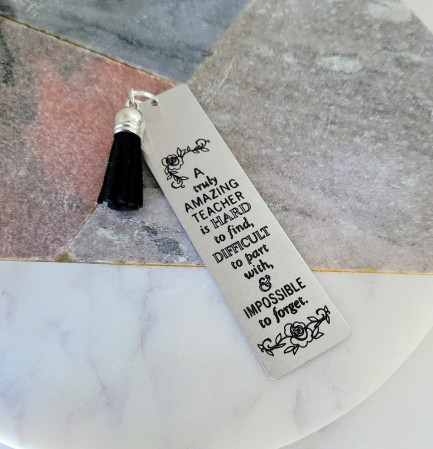 A
truly
AMAZING
TEACHER
is HARD
to find,
DIFFICULT
to part
with,
&
IMPOSSIBLE
to forget.